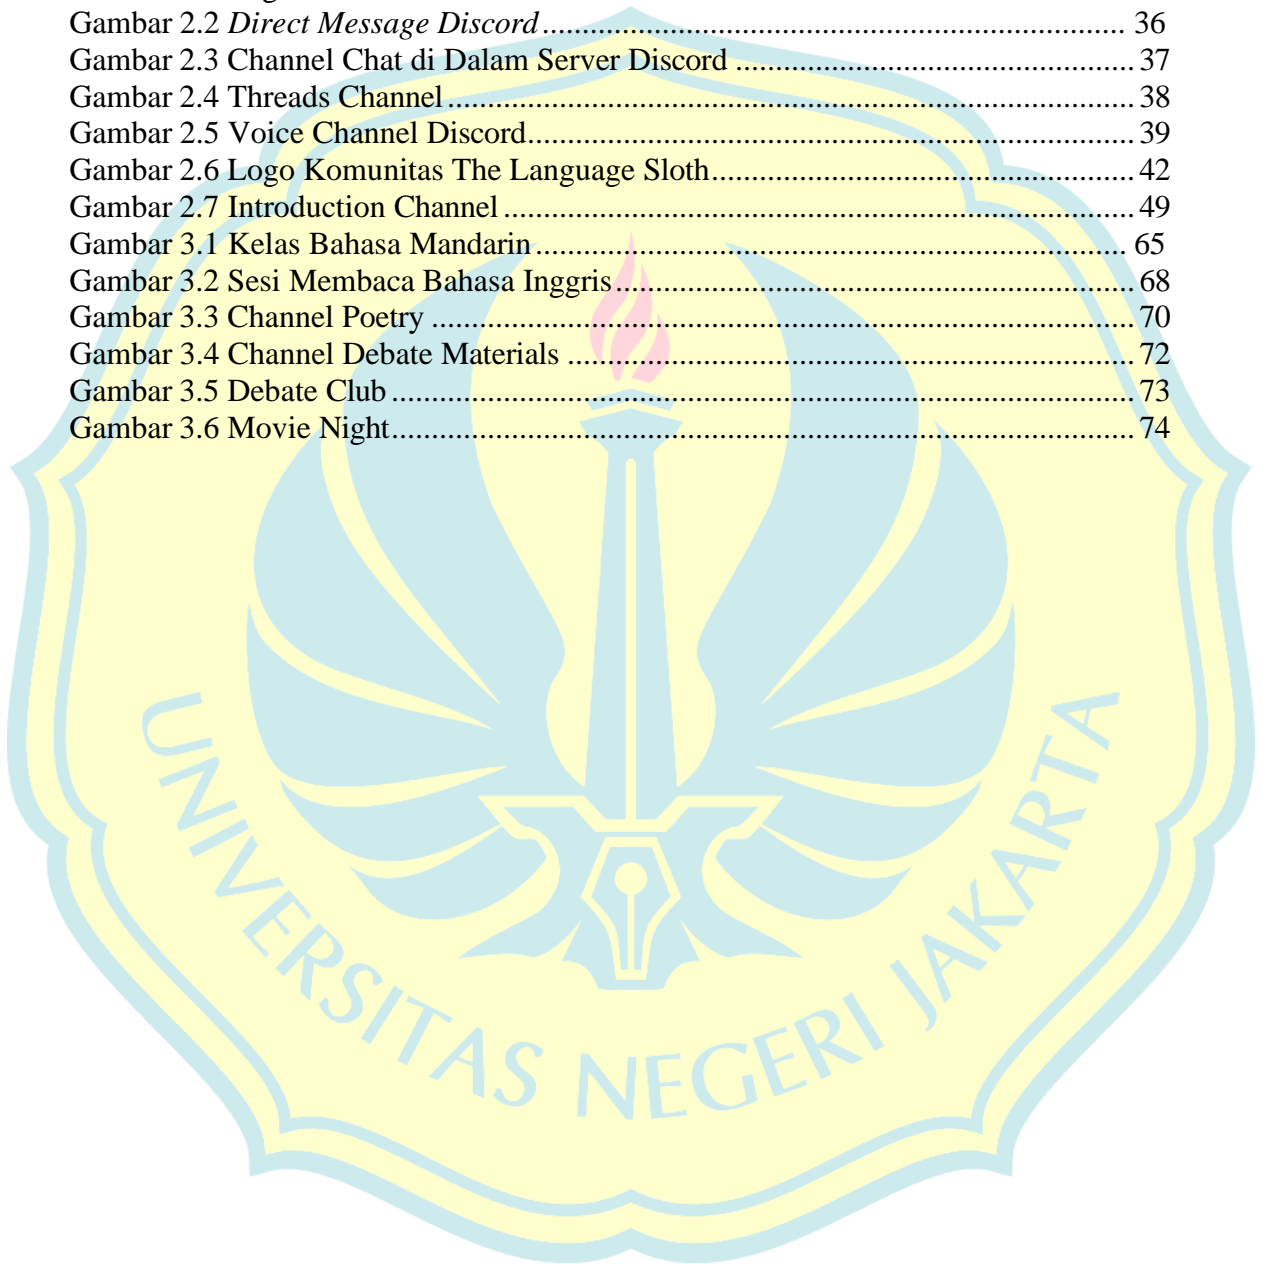 Gambar 2.2 Direct Message Discord........................................................................... 36
Gambar 2.3 Channel Chat di Dalam Server Discord ................................................... 37
Gambar 2.4 Threads Channel........................................................................................ 38
Gambar 2.5 Voice Channel Discord............................................................................. 39
Gambar 2.6 Logo Komunitas The Language Sloth...................................................... 42
Gambar 2.7 Introduction Channel ................................................................................ 49
Gambar 3.1 Kelas Bahasa Mandarin............................................................................ 65
Gambar 3.2 Sesi Membaca Bahasa Inggris.................................................................. 68
Gambar 3.3 Channel Poetry ......................................................................................... 70
Gambar 3.4 Channel Debate Materials ........................................................................ 72
Gambar 3.5 Debate Club .............................................................................................. 73
Gambar 3.6 Movie Night.............................................................................................. 74
UNIVERSITAS NEGERI JAKARTA